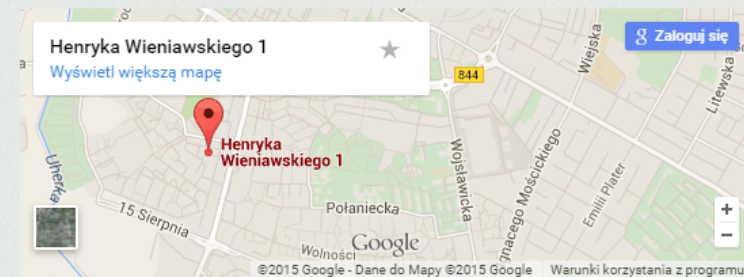 Henryka Wieniawskiego 1
Wyświetl większą mapę
g Zaloguj się
844
Wiejska
Litewska
Henryka
Wieniawskiego 1
Uherka
Wojsławicka
gnacego Mościckiego
Emilii Plater
15 Sierpnia
Połaniecka
Wolności
Google
+
−
©2015 Google - Dane do Mapy ©2015 Google
Warunki korzystania z programu